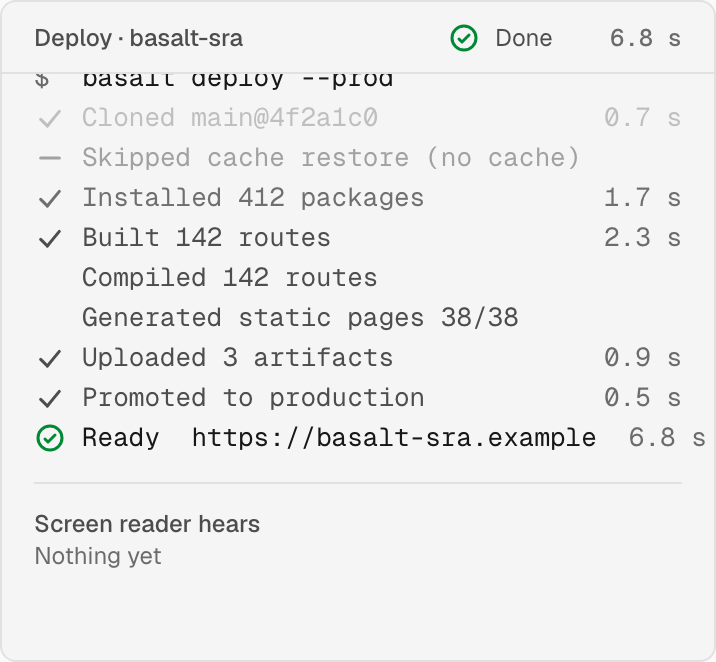 Deploy · basalt-sra Done 6.8 s
$ basalt deploy --prod
Cloned main@4f2a1c0 0.7 s
Skipped cache restore (no cache)
Installed 412 packages 1.7 s
Built 142 routes 2.3 s
Compiled 142 routes
Generated static pages 38/38
Uploaded 3 artifacts 0.9 s
Promoted to production 0.5 s
Ready https://basalt-sra.example 6.8 s
Screen reader hears
Nothing yet